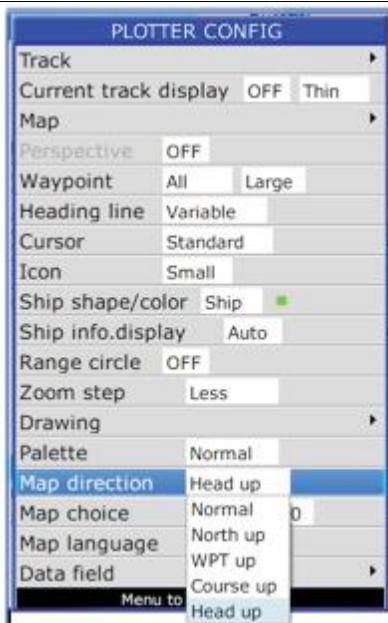 PLOTTER CONFIG
Track
Current track display OFF Thin
Map
Perspective OFF
Waypoint All Large
Heading line Variable
Cursor Standard
Icon Small
Ship shape/color Ship
Ship info.display Auto
Range circle OFF
Zoom step Less
Drawing
Palette Normal
Map direction Head up
Map choice Normal 0
North up
Map language
WPT up
Data field
Course up
Menu to
Head up